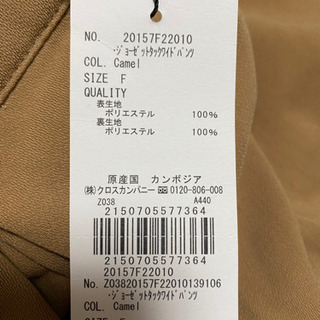 NO. 20157F22010
・ジョーゼットタックワイドパンツ
COL. Camel
SIZE F
QUALITY
表生地
ポリエステル 100%
裏生地
ポリエステル 100%
原産国 カンボジア
(株)クロスカンパニー 0120-806-008
Z038 A440
2150705577364
2150705577364
20157F22010
No. Z03820157F22010139106
・ジョーゼットタックワイドパンツ
COL. Camel